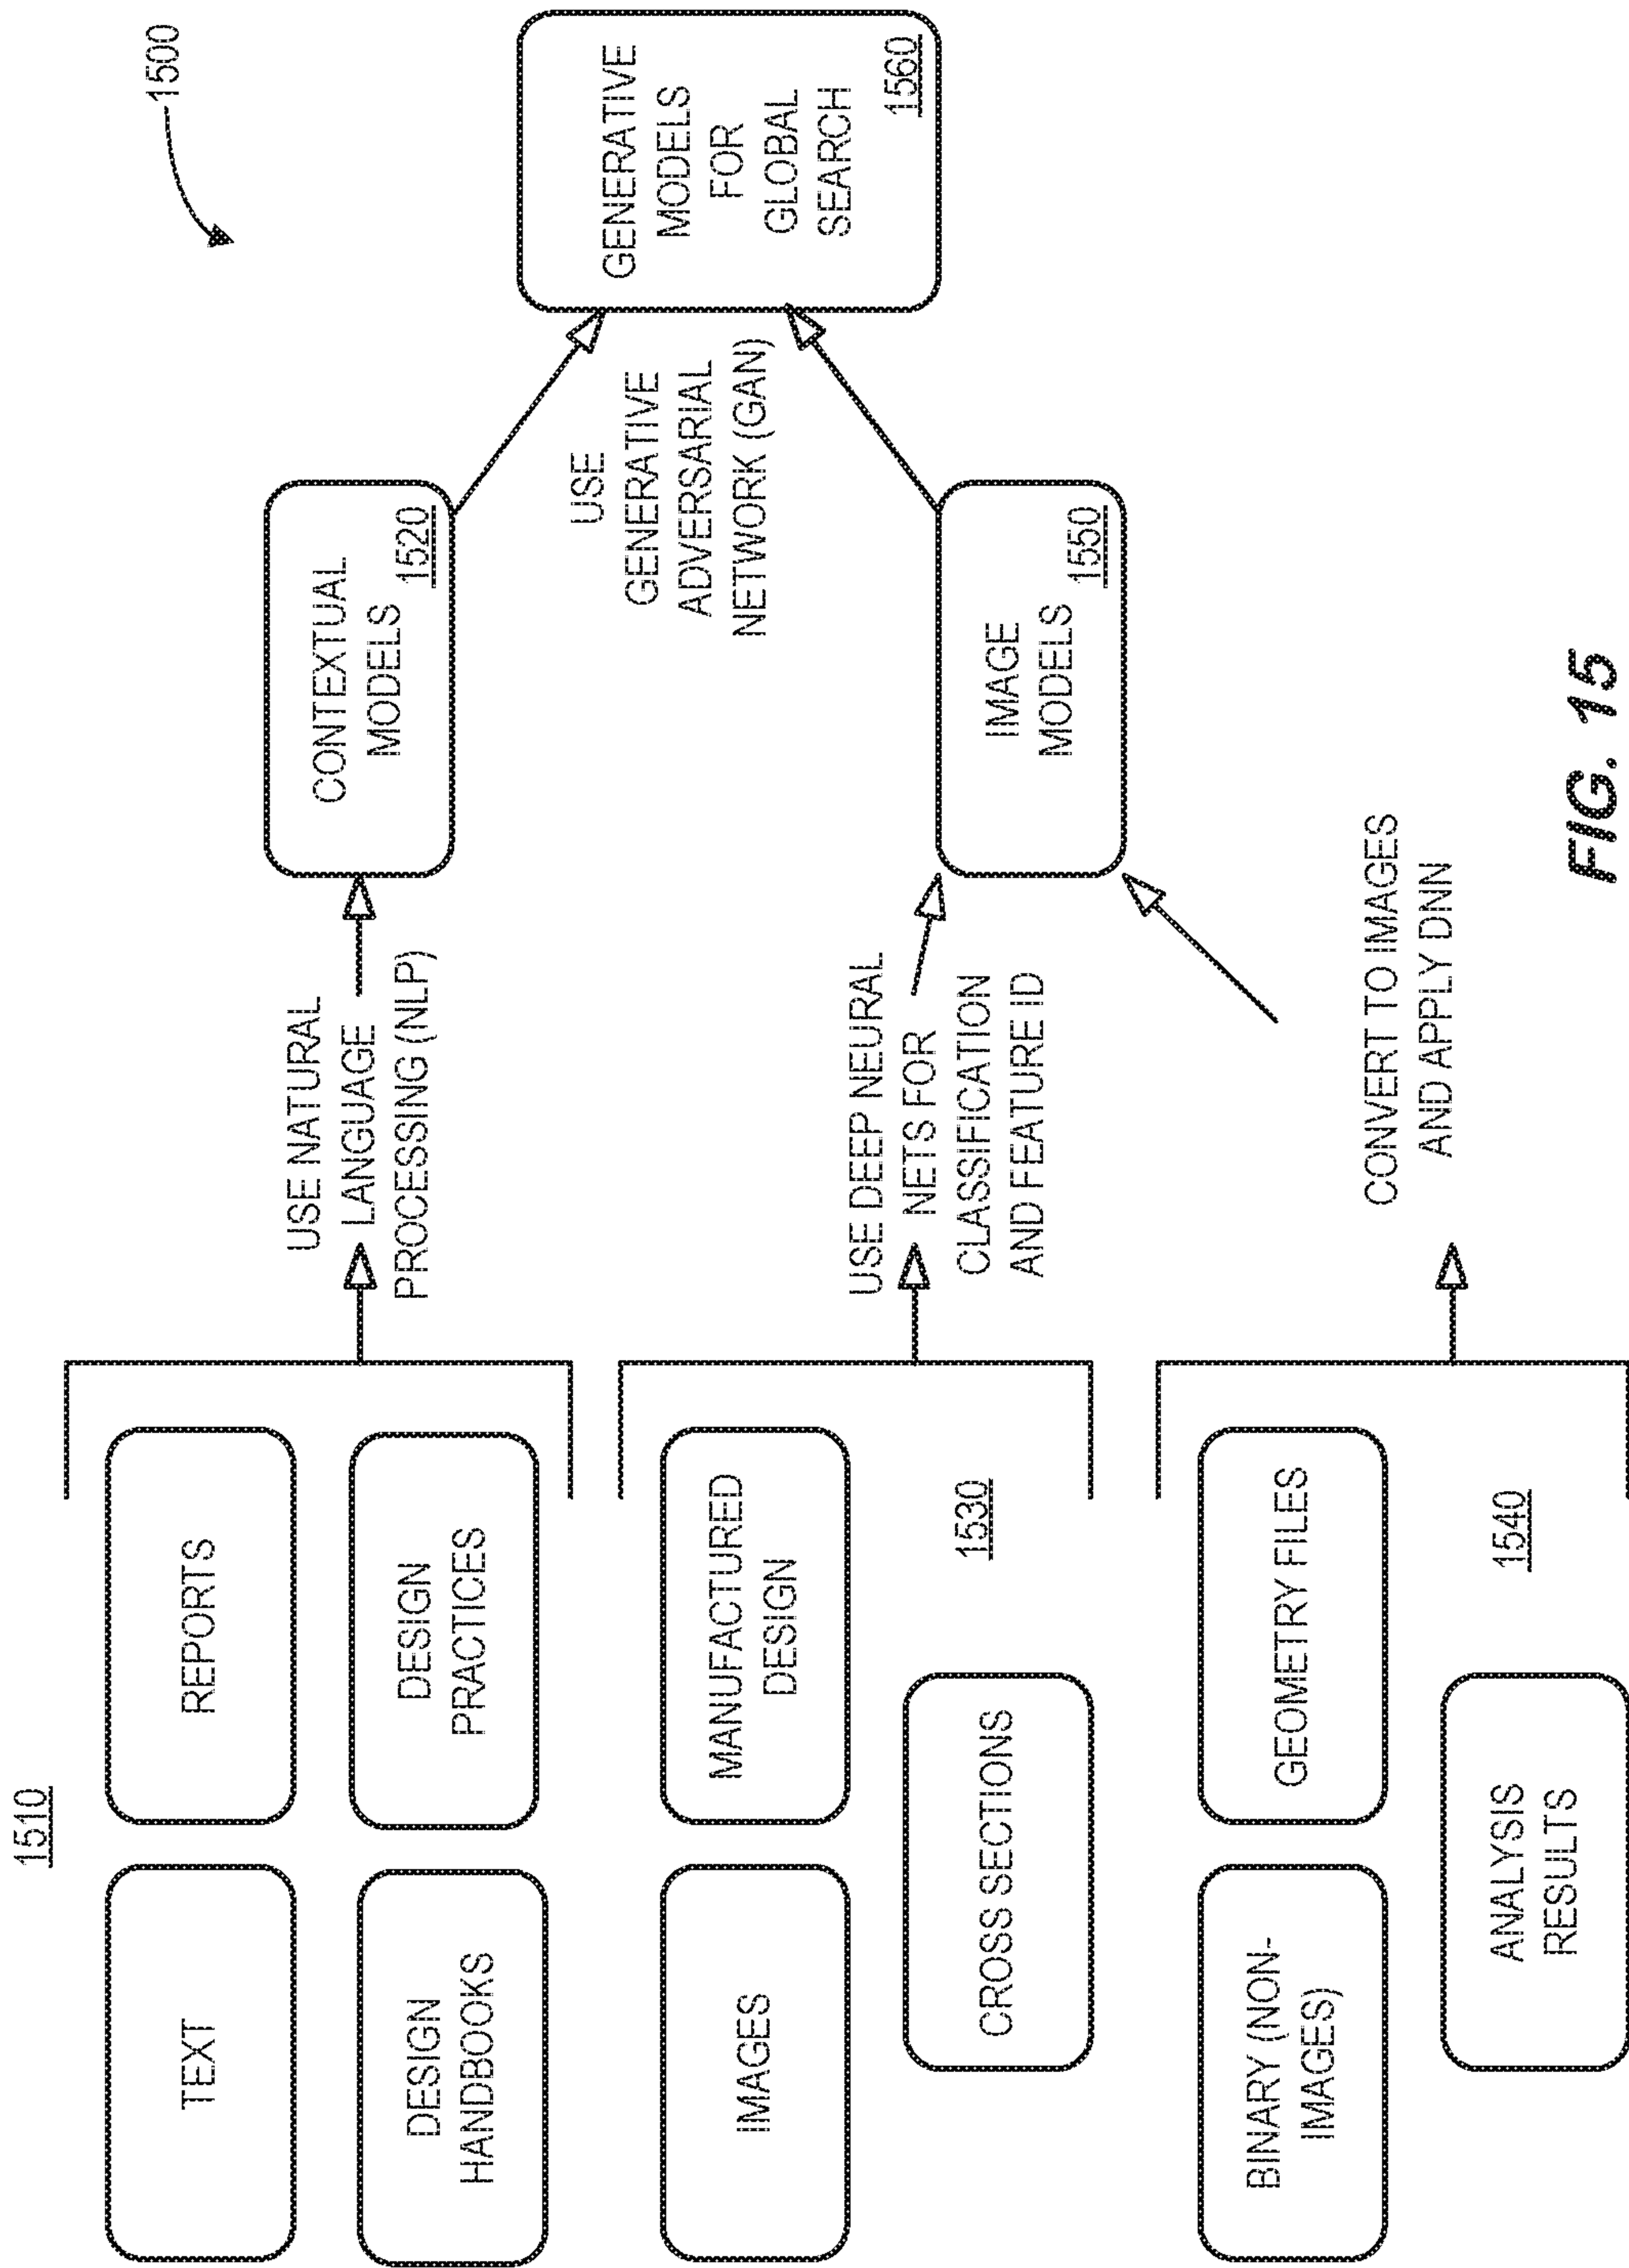 1500
1510
TEXT
REPORTS
DESIGN
HANDBOOKS
DESIGN
PRACTICES
USE NATURAL
LANGUAGE
PROCESSING (NLP)
CONTEXTUAL
MODELS
1520
IMAGES
MANUFACTURED
DESIGN
CROSS SECTIONS
1530
USE DEEP NEURAL
NETS FOR
CLASSIFICATION
AND FEATURE ID
IMAGE
MODELS
1550
USE
GENERATIVE
ADVERSARIAL
NETWORK (GAN)
GENERATIVE
MODELS
FOR
GLOBAL
SEARCH
1560
BINARY (NON-
IMAGES)
GEOMETRY FILES
ANALYSIS
RESULTS
1540
CONVERT TO IMAGES
AND APPLY DNN
FIG. 15